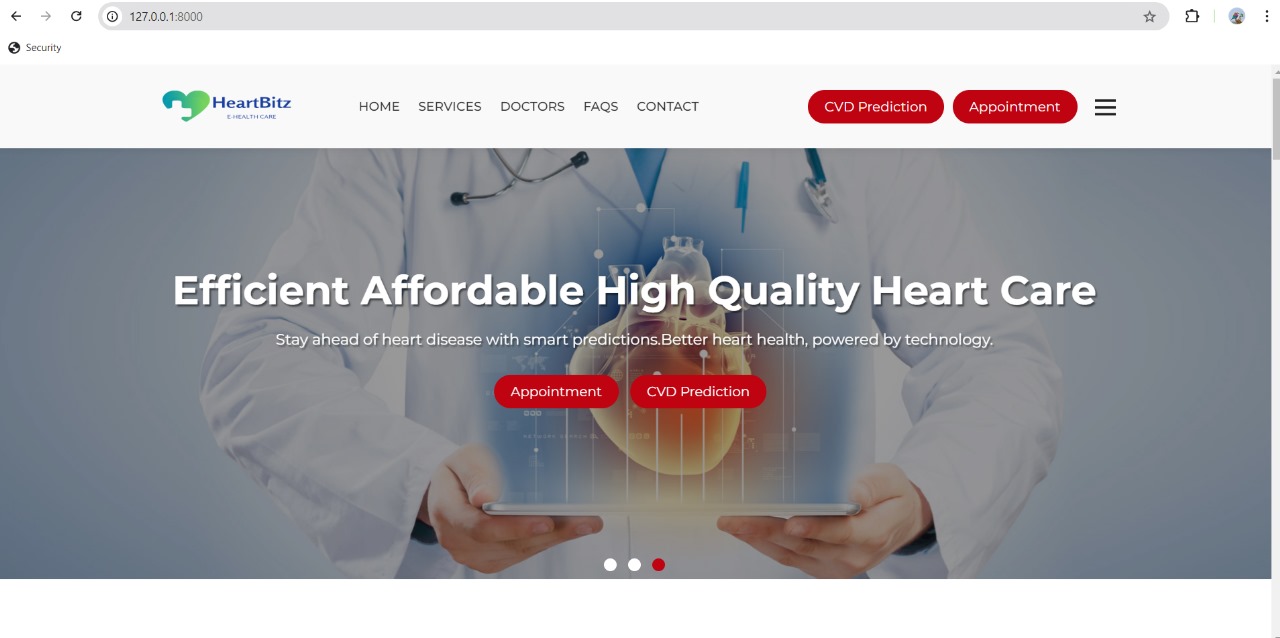 127.0.0.1:8000
Security
HeartBitz
E-HEALTH CARE
HOME SERVICES DOCTORS FAQS CONTACT
CVD Prediction Appointment
Efficient Affordable High Quality Heart Care
Stay ahead of heart disease with smart predictions.Better heart health, powered by technology.
Appointment CVD Prediction